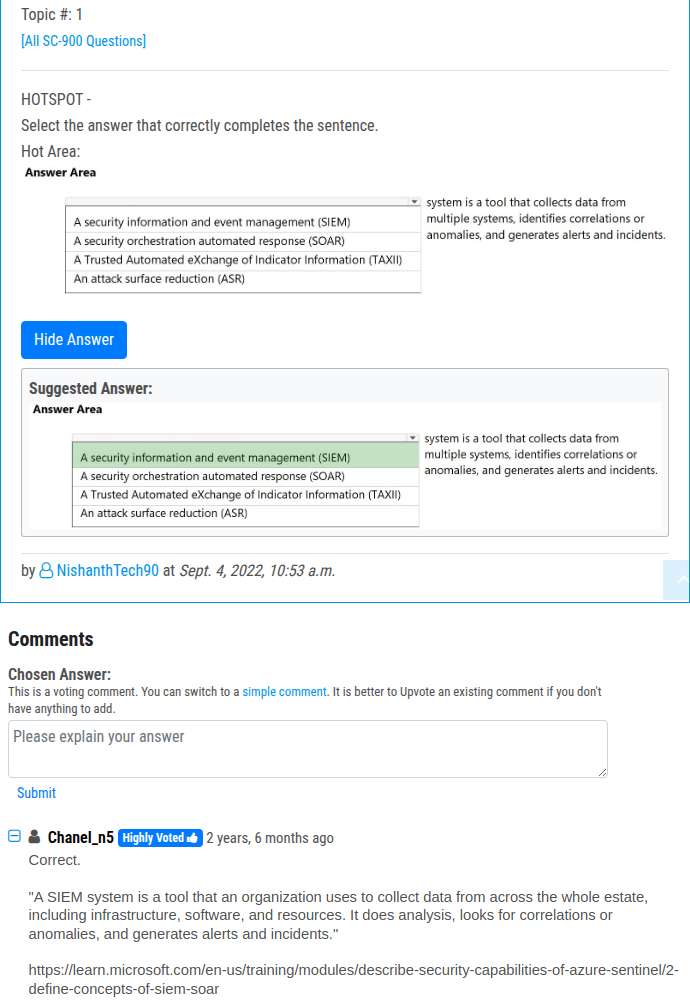 Topic #: 1
[All SC-900 Questions]
HOTSPOT -
Select the answer that correctly completes the sentence.
Hot Area:
Answer Area
A security information and event management (SIEM)
A security orchestration automated response (SOAR)
A Trusted Automated eXchange of Indicator Information (TAXII)
An attack surface reduction (ASR)
system is a tool that collects data from
multiple systems, identifies correlations or
anomalies, and generates alerts and incidents.
Hide Answer
Suggested Answer:
Answer Area
A security information and event management (SIEM)
A security orchestration automated response (SOAR)
A Trusted Automated eXchange of Indicator Information (TAXII)
An attack surface reduction (ASR)
system is a tool that collects data from
multiple systems, identifies correlations or
anomalies, and generates alerts and incidents.
by NishanthTech90 at Sept. 4, 2022, 10:53 a.m.
Comments
Chosen Answer:
This is a voting comment. You can switch to a simple comment. It is better to Upvote an existing comment if you don't
have anything to add.
Please explain your answer
Submit
Chanel_n5 Highly Voted 2 years, 6 months ago
Correct.
"A SIEM system is a tool that an organization uses to collect data from across the whole estate,
including infrastructure, software, and resources. It does analysis, looks for correlations or
anomalies, and generates alerts and incidents."
https://learn.microsoft.com/en-us/training/modules/describe-security-capabilities-of-azure-sentinel/2-
define-concepts-of-siem-soar